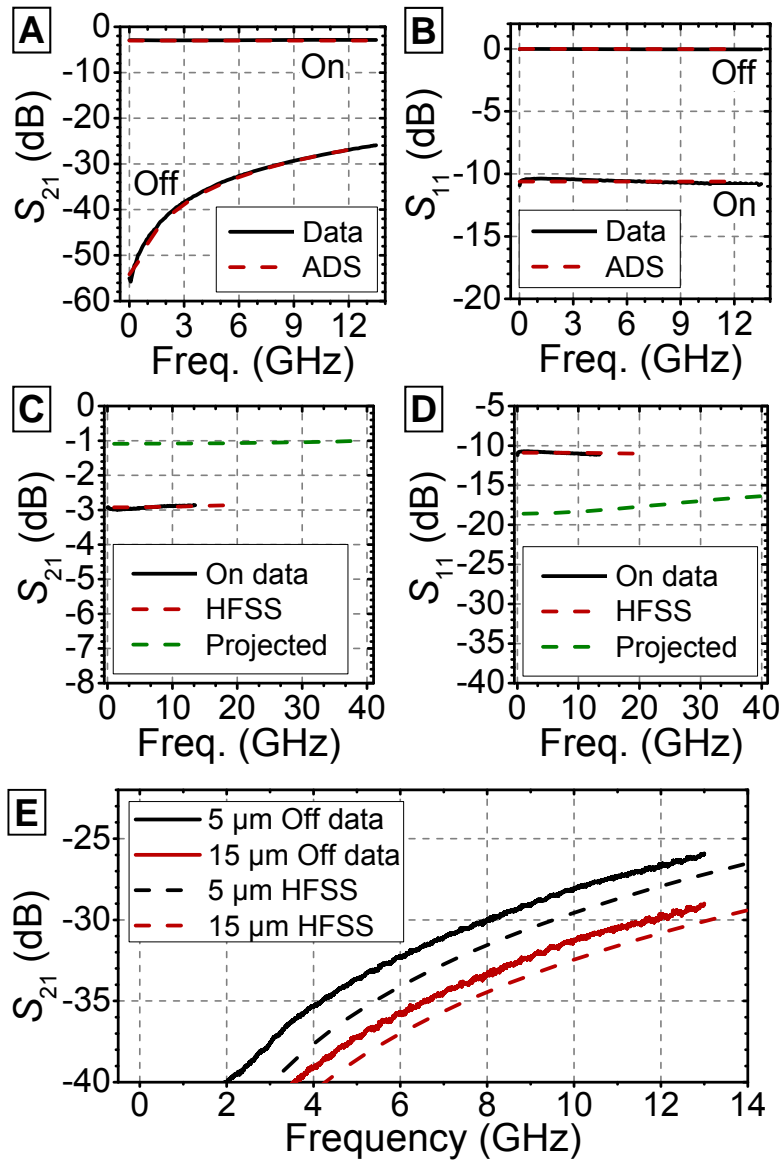 A
0
-10
-20
-30
-40
-50
-60
S21 (dB)
On
Off
Data
ADS
0 3 6 9 12
Freq. (GHz)
B
0
-5
-10
-15
-20
S11 (dB)
Off
On
Data
ADS
0 3 6 9 12
Freq. (GHz)
C
0
-1
-2
-3
-4
-5
-6
-7
-8
S21 (dB)
On data
HFSS
Projected
0 10 20 30 40
Freq. (GHz)
D
-5
-10
-15
-20
-25
-30
-35
-40
S11 (dB)
On data
HFSS
Projected
0 10 20 30 40
Freq. (GHz)
E
-25
-30
-35
-40
S21 (dB)
5 µm Off data
15 µm Off data
5 µm HFSS
15 µm HFSS
0 2 4 6 8 10 12 14
Frequency (GHz)